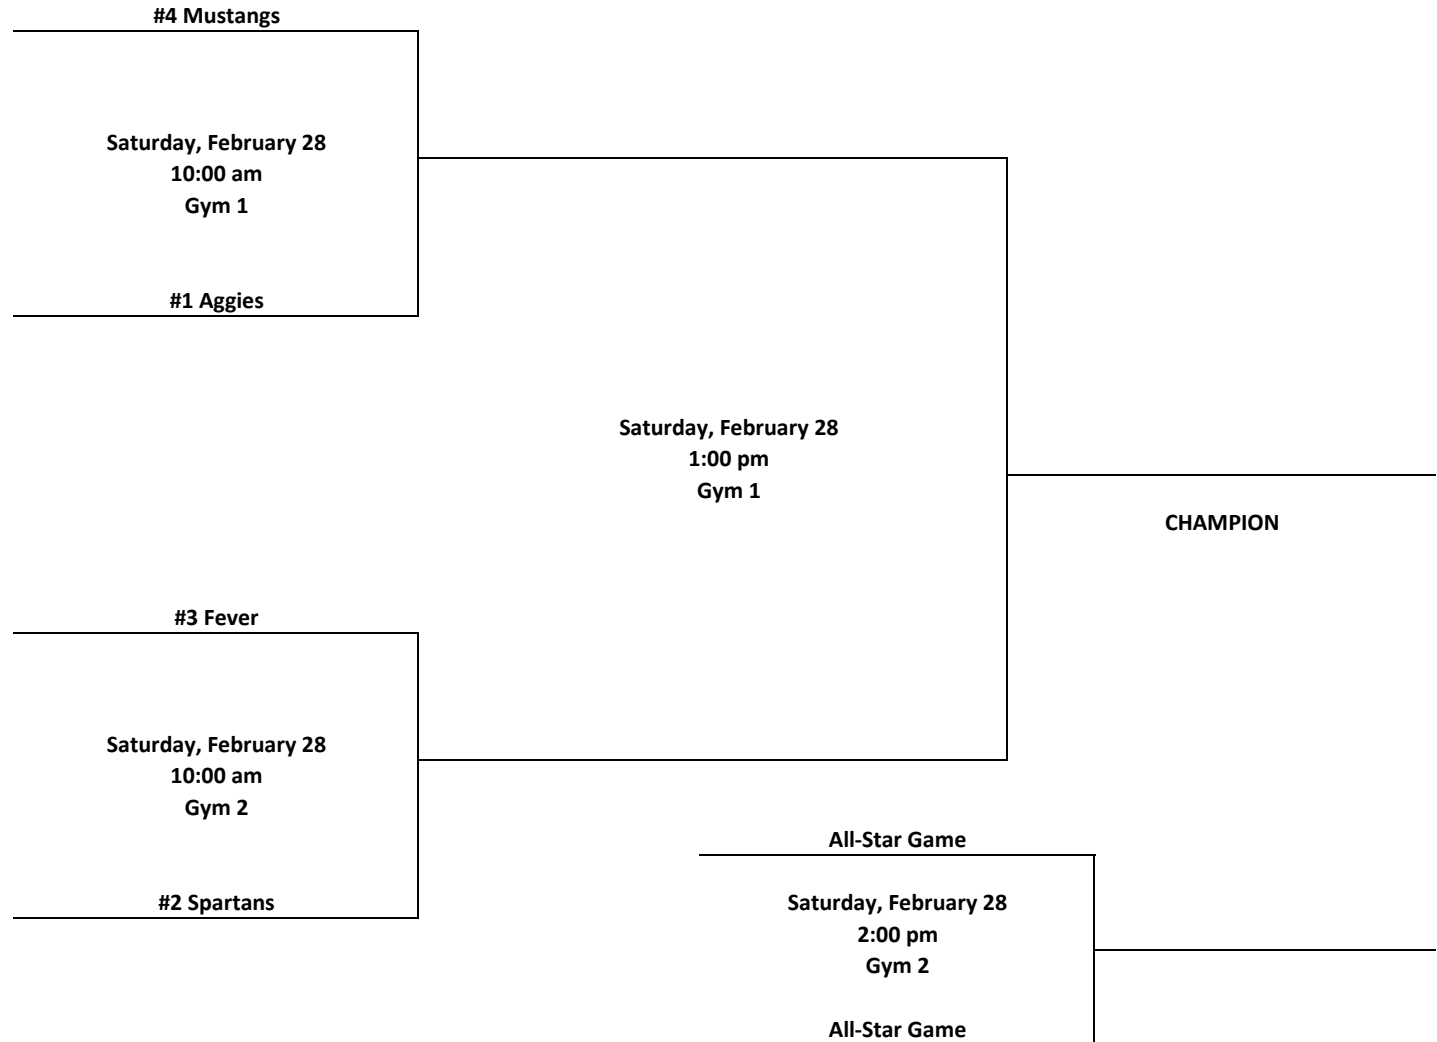 #4 Mustangs
Saturday, February 28
10:00 am
Gym 1
#1 Aggies
Saturday, February 28
1:00 pm
Gym 1
CHAMPION
#3 Fever
Saturday, February 28
10:00 am
Gym 2
#2 Spartans
All-Star Game
Saturday, February 28
2:00 pm
Gym 2
All-Star Game